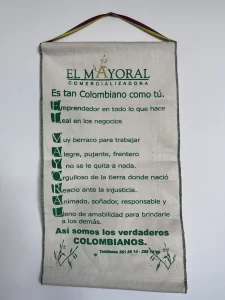 EL MAYORAL
COMERCIALIZADORA
Es tan Colombiano como tú.
Emprendedor en todo lo que hace
Leal en los negocios
Muy berraco para trabajar
Alegre, pujante, frentero
Y no se le quita a nada.
Orgulloso de la tierra donde nació
Reacio ante la injusticia.
Animado, soñador, responsable y
Lleno de amabilidad para brindarle
a los demás.
Asi somos los verdaderos
COLOMBIANOS.